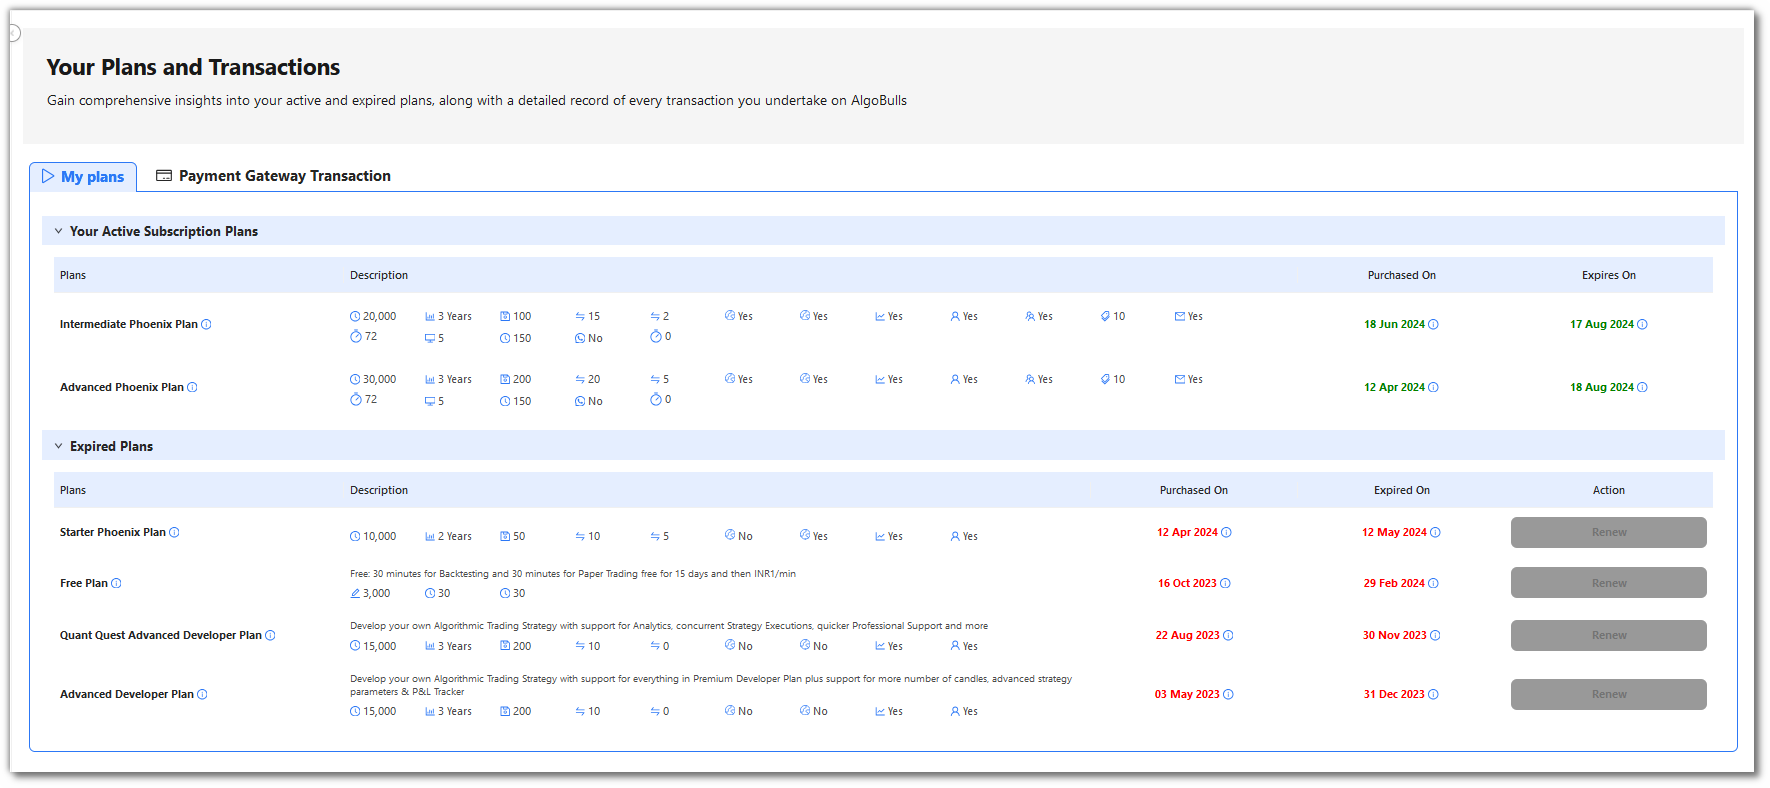 Your Plans and Transactions
Gain comprehensive insights into your active and expired plans, along with a detailed record of every transaction you undertake on AlgoBulls
My plans Payment Gateway Transaction
Your Active Subscription Plans
Plans Description Purchased On Expires On
Intermediate Phoenix Plan 20,000 3 Years 100 15 2 Yes Yes Yes Yes Yes 10 Yes 18 Jun 2024 17 Aug 2024
72 5 150 No 0
Advanced Phoenix Plan 30,000 3 Years 200 20 5 Yes Yes Yes Yes Yes 10 Yes 12 Apr 2024 18 Aug 2024
72 5 150 No 0
Expired Plans
Plans Description Purchased On Expired On Action
Starter Phoenix Plan 10,000 2 Years 50 10 5 No Yes Yes Yes 12 Apr 2024 12 May 2024 Renew
Free: 30 minutes for Backtesting and 30 minutes for Paper Trading free for 15 days and then INR1/min
Free Plan 3,000 30 30 16 Oct 2023 29 Feb 2024 Renew
Develop your own Algorithmic Trading Strategy with support for Analytics, concurrent Strategy Executions, quicker Professional Support and more
Quant Quest Advanced Developer Plan 15,000 3 Years 200 10 0 No No Yes Yes 22 Aug 2023 30 Nov 2023 Renew
Develop your own Algorithmic Trading Strategy with support for everything in Premium Developer Plan plus support for more number of candles, advanced strategy
parameters & P&L Tracker
Advanced Developer Plan 15,000 3 Years 200 10 0 No No Yes Yes 03 May 2023 31 Dec 2023 Renew